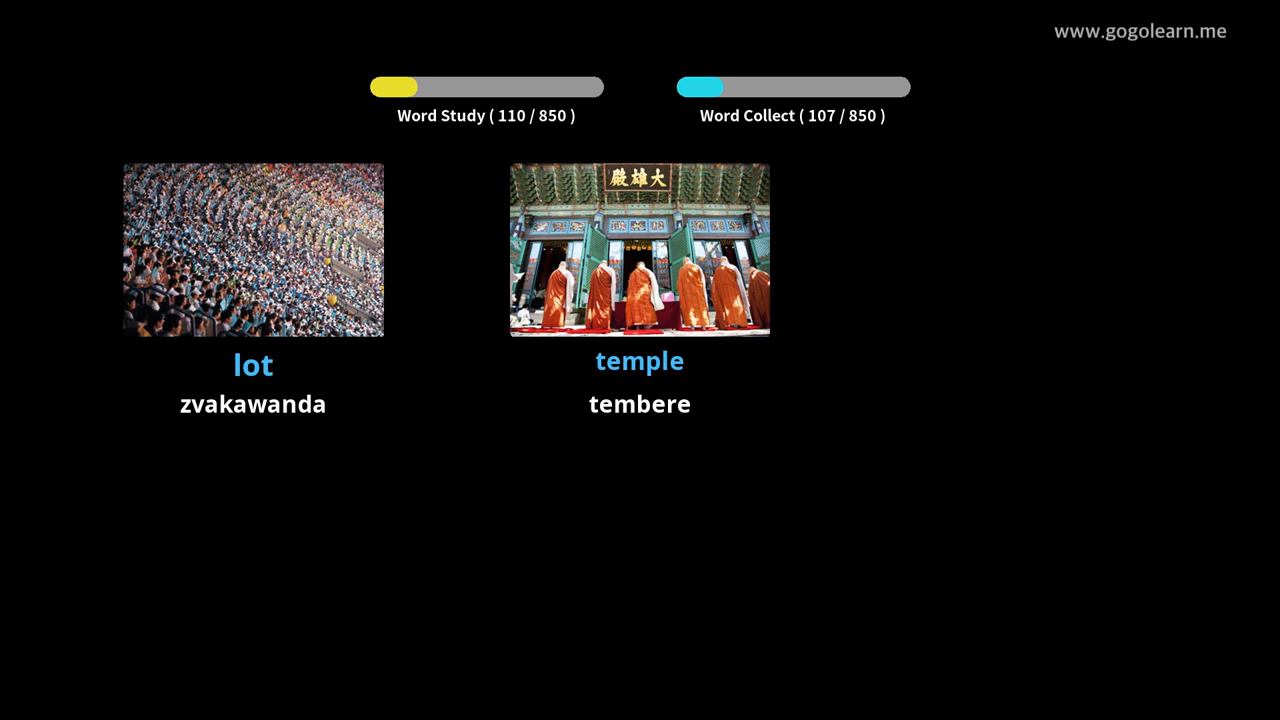 www.gogolearn.me
Word Study ( 110 / 850 )
Word Collect ( 107 / 850 )
大雄殿
lot
temple
zvakawanda
tembere